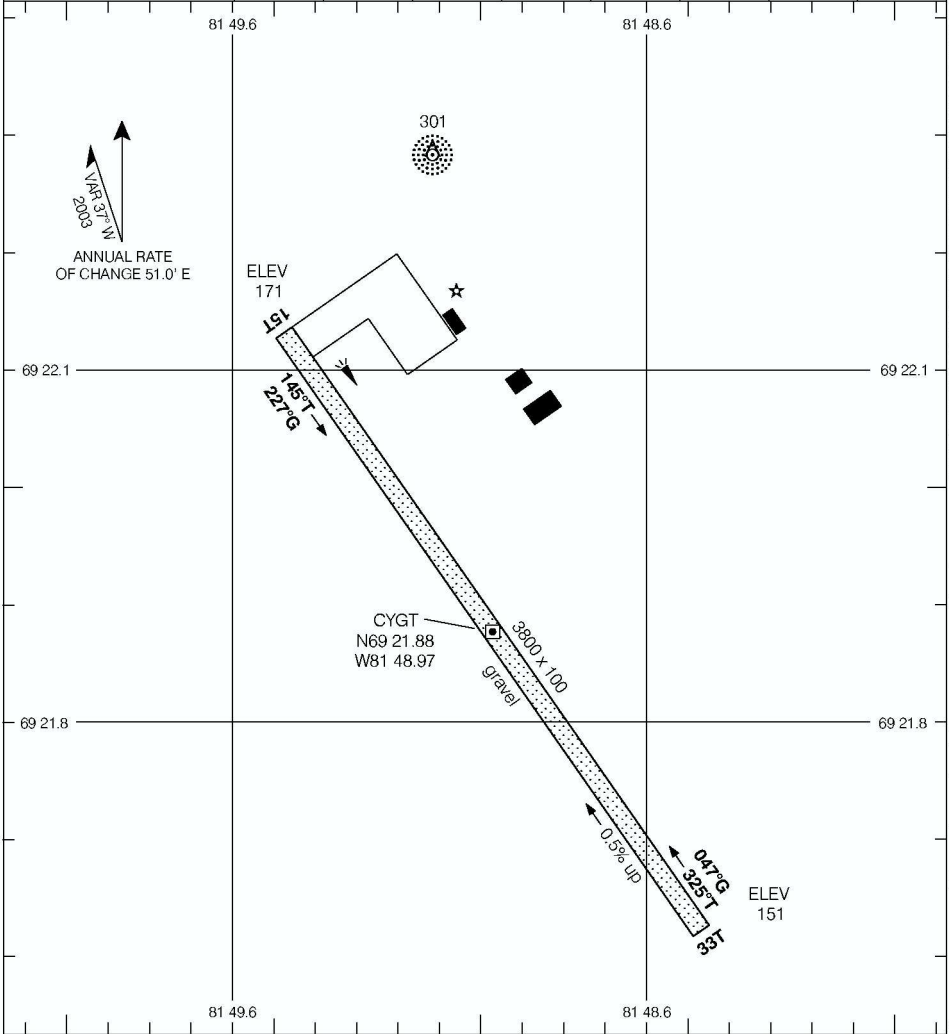 81 49.6
81 48.6
301
VAR 37° W
2003
ANNUAL RATE
OF CHANGE 51.0' E
ELEV
171
15T
69 22.1
69 22.1
145°T
227°G
CYGT
N69 21.88
W81 48.97
3800 x 100
gravel
69 21.8
69 21.8
0.5% up
047°G
325°T
ELEV
151
33T
81 49.6
81 48.6